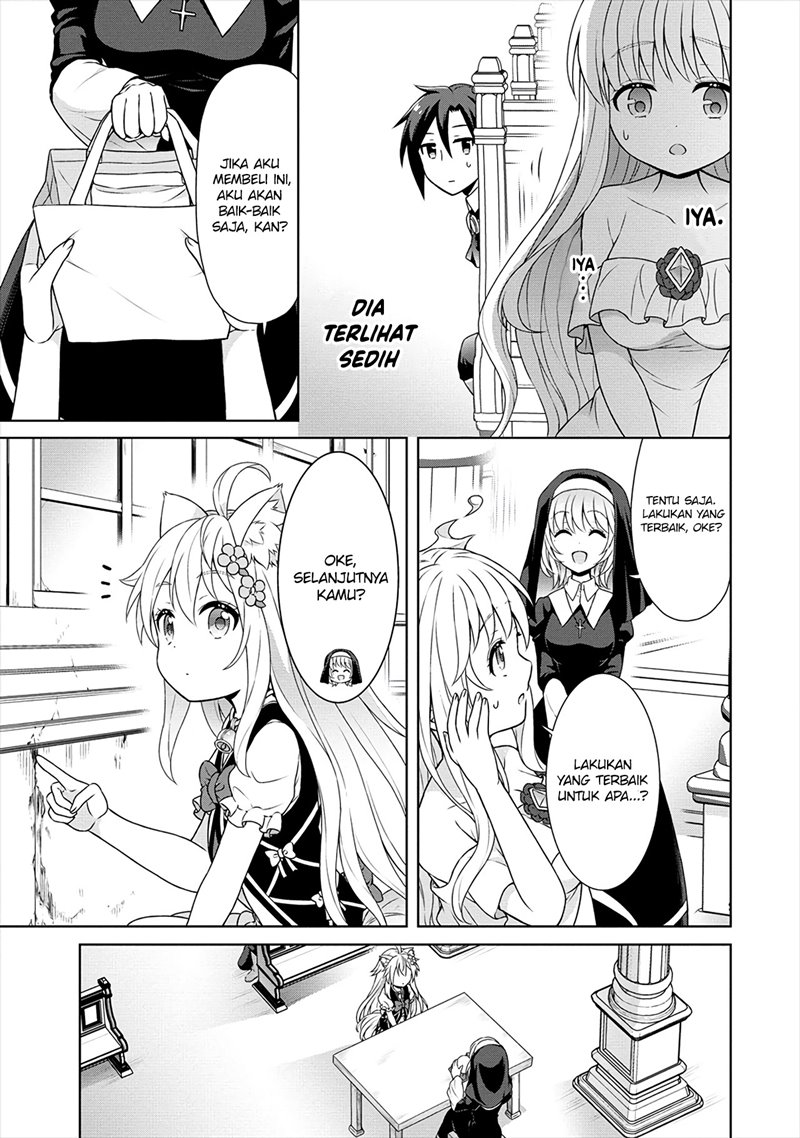 IYA.
IYA
...
DIA
TERLIHAT
SEDIH
JIKA AKU
MEMBELI INI,
AKU AKAN
BAIK-BAIK
SAJA, KAN?
TENTU SAJA.
LAKUKAN YANG
TERBAIK, OKE?
LAKUKAN
YANG TERBAIK
UNTUK APA...?
OKE,
SELANJUTNYA
KAMU?